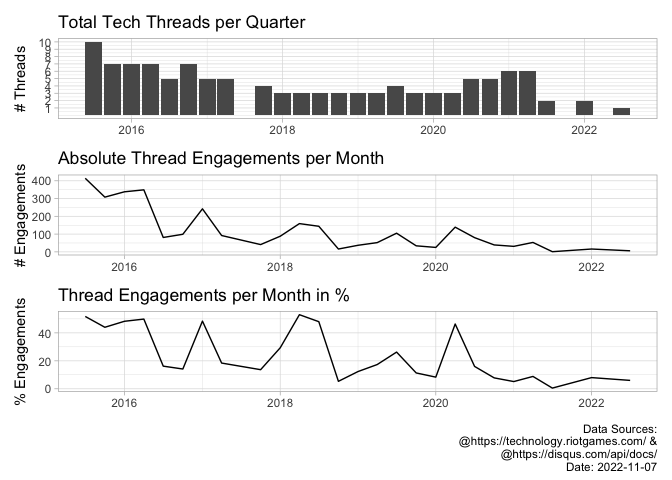 Total Tech Threads per Quarter
# Threads
10
9
8
7
6
5
4
3
2
1
2016 2018 2020 2022
Absolute Thread Engagements per Month
# Engagements
400
300
200
100
0
2016 2018 2020 2022
Thread Engagements per Month in %
% Engagements
40
20
0
2016 2018 2020 2022
Data Sources:
@https://technology.riotgames.com/ &
@https://disqus.com/api/docs/
Date: 2022-11-07